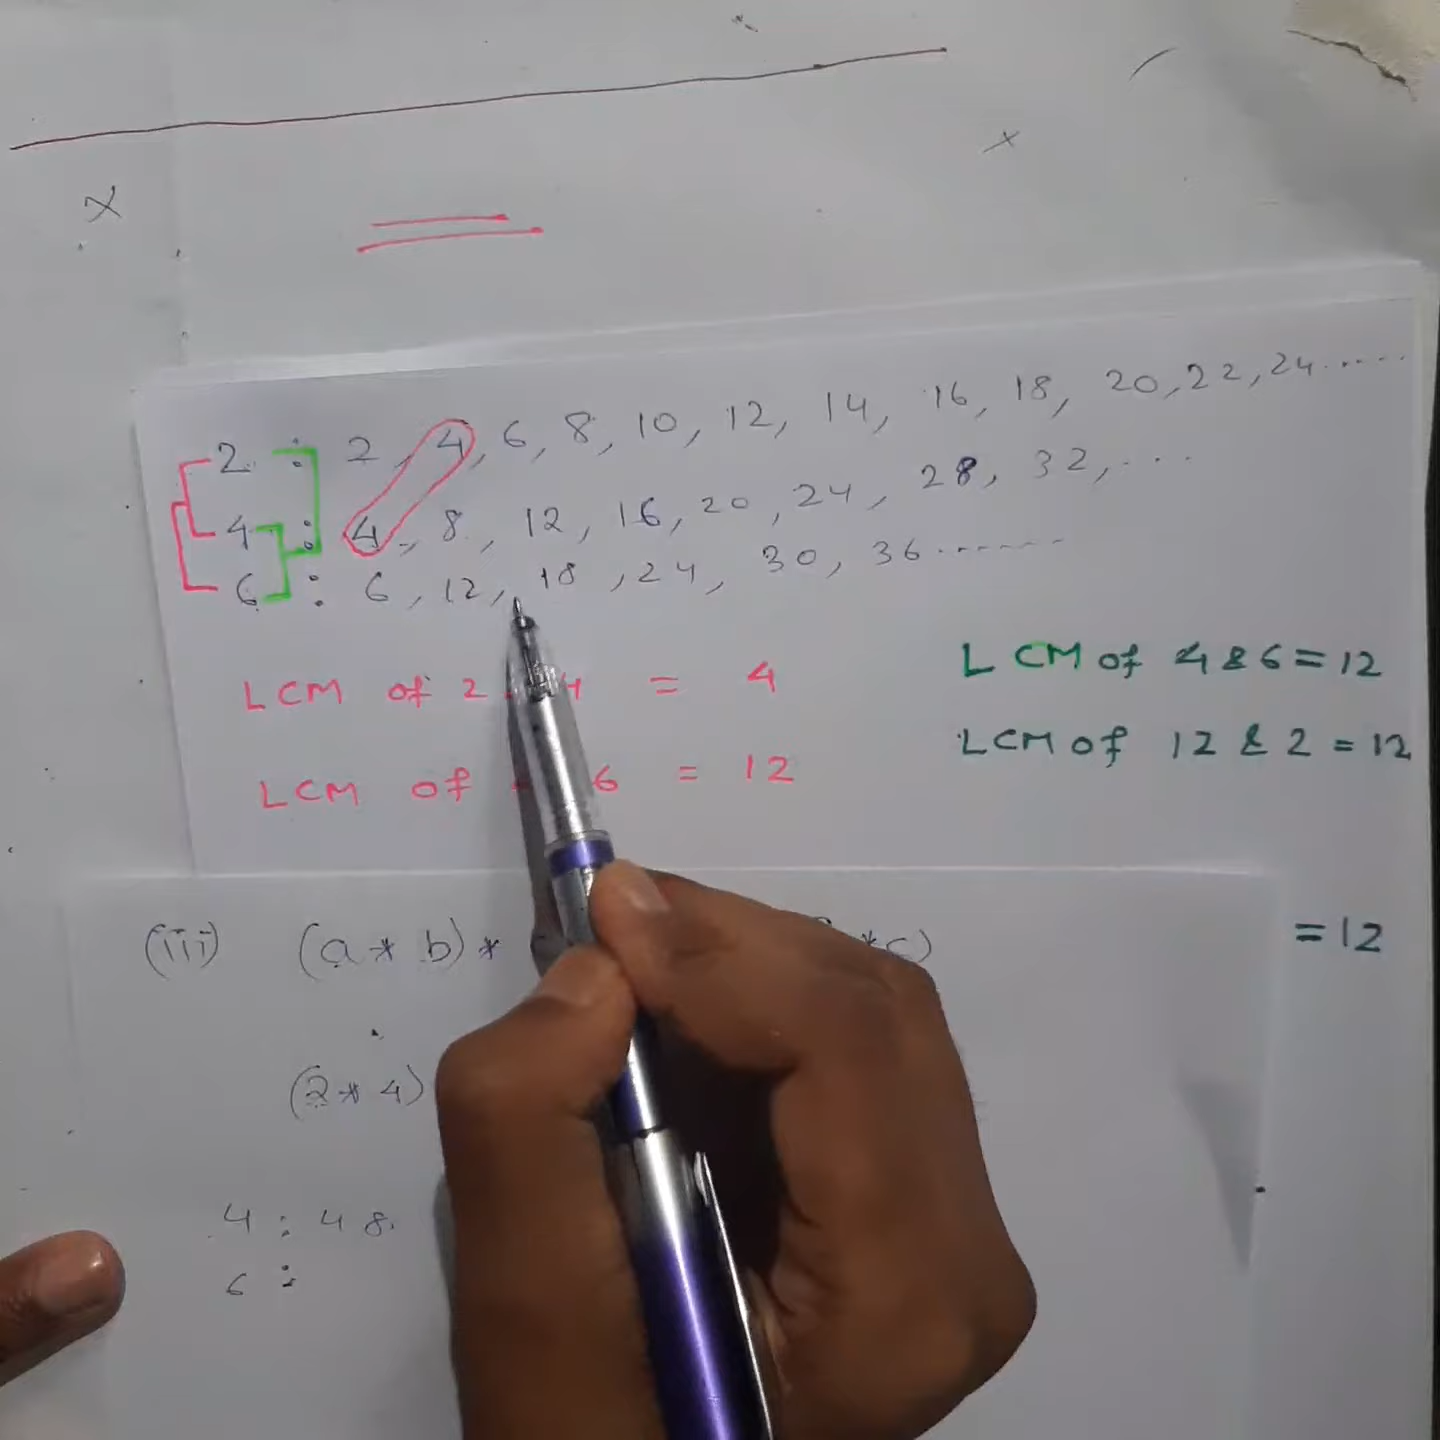 2 : 2, 4, 6, 8, 10, 12, 14, 16, 18, 20, 22, 24.....
4 : 4, 8, 12, 16, 20, 24, 28, 32, ...
6 : 6, 12, 18, 24, 30, 36.......
LCM of 2 4 = 4
LCM of 6 = 12
LCM of 4 & 6 = 12
LCM of 12 & 2 = 12
= 12
(iii) (a * b) * * c)
(2 * 4)
4 : 4 8
6 :